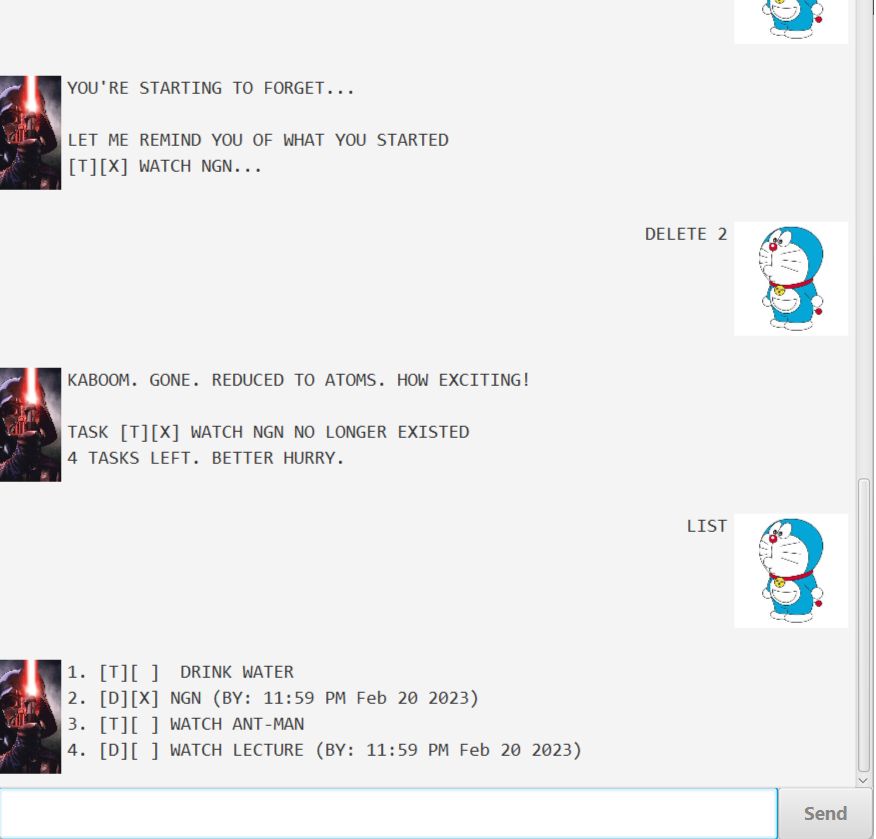 YOU'RE STARTING TO FORGET...
LET ME REMIND YOU OF WHAT YOU STARTED
[T][X] WATCH NGN...
DELETE 2
KABOOM. GONE. REDUCED TO ATOMS. HOW EXCITING!
TASK [T][X] WATCH NGN NO LONGER EXISTED
4 TASKS LEFT. BETTER HURRY.
LIST
1. [T][ ]  DRINK WATER
2. [D][X] NGN (BY: 11:59 PM Feb 20 2023)
3. [T][ ] WATCH ANT-MAN
4. [D][ ] WATCH LECTURE (BY: 11:59 PM Feb 20 2023)
Send